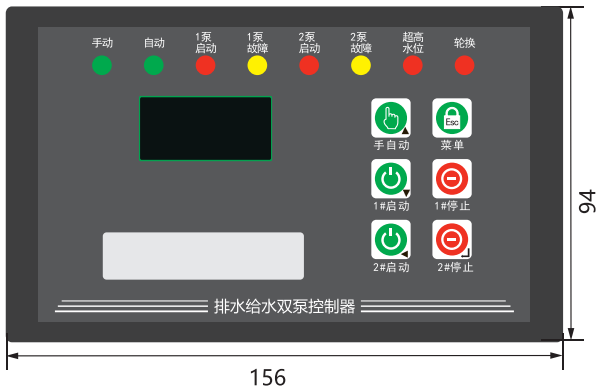 手动
自动
1泵
启动
1泵
故障
2泵
启动
2泵
故障
超高
水位
轮换
Esc
手自动
菜单
1#启动
1#停止
2#启动
2#停止
排水给水双泵控制器
94
156